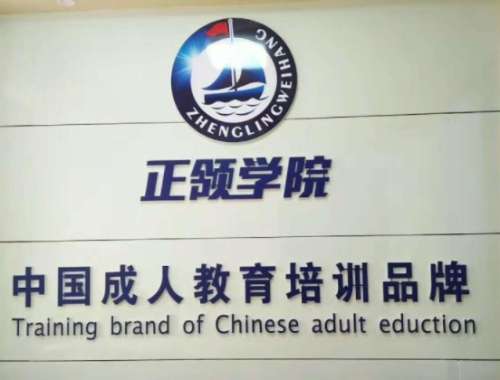 ZHENGLINGWEIHANG
正领学院
中国成人教育培训品牌
Training brand of Chinese adult eduction